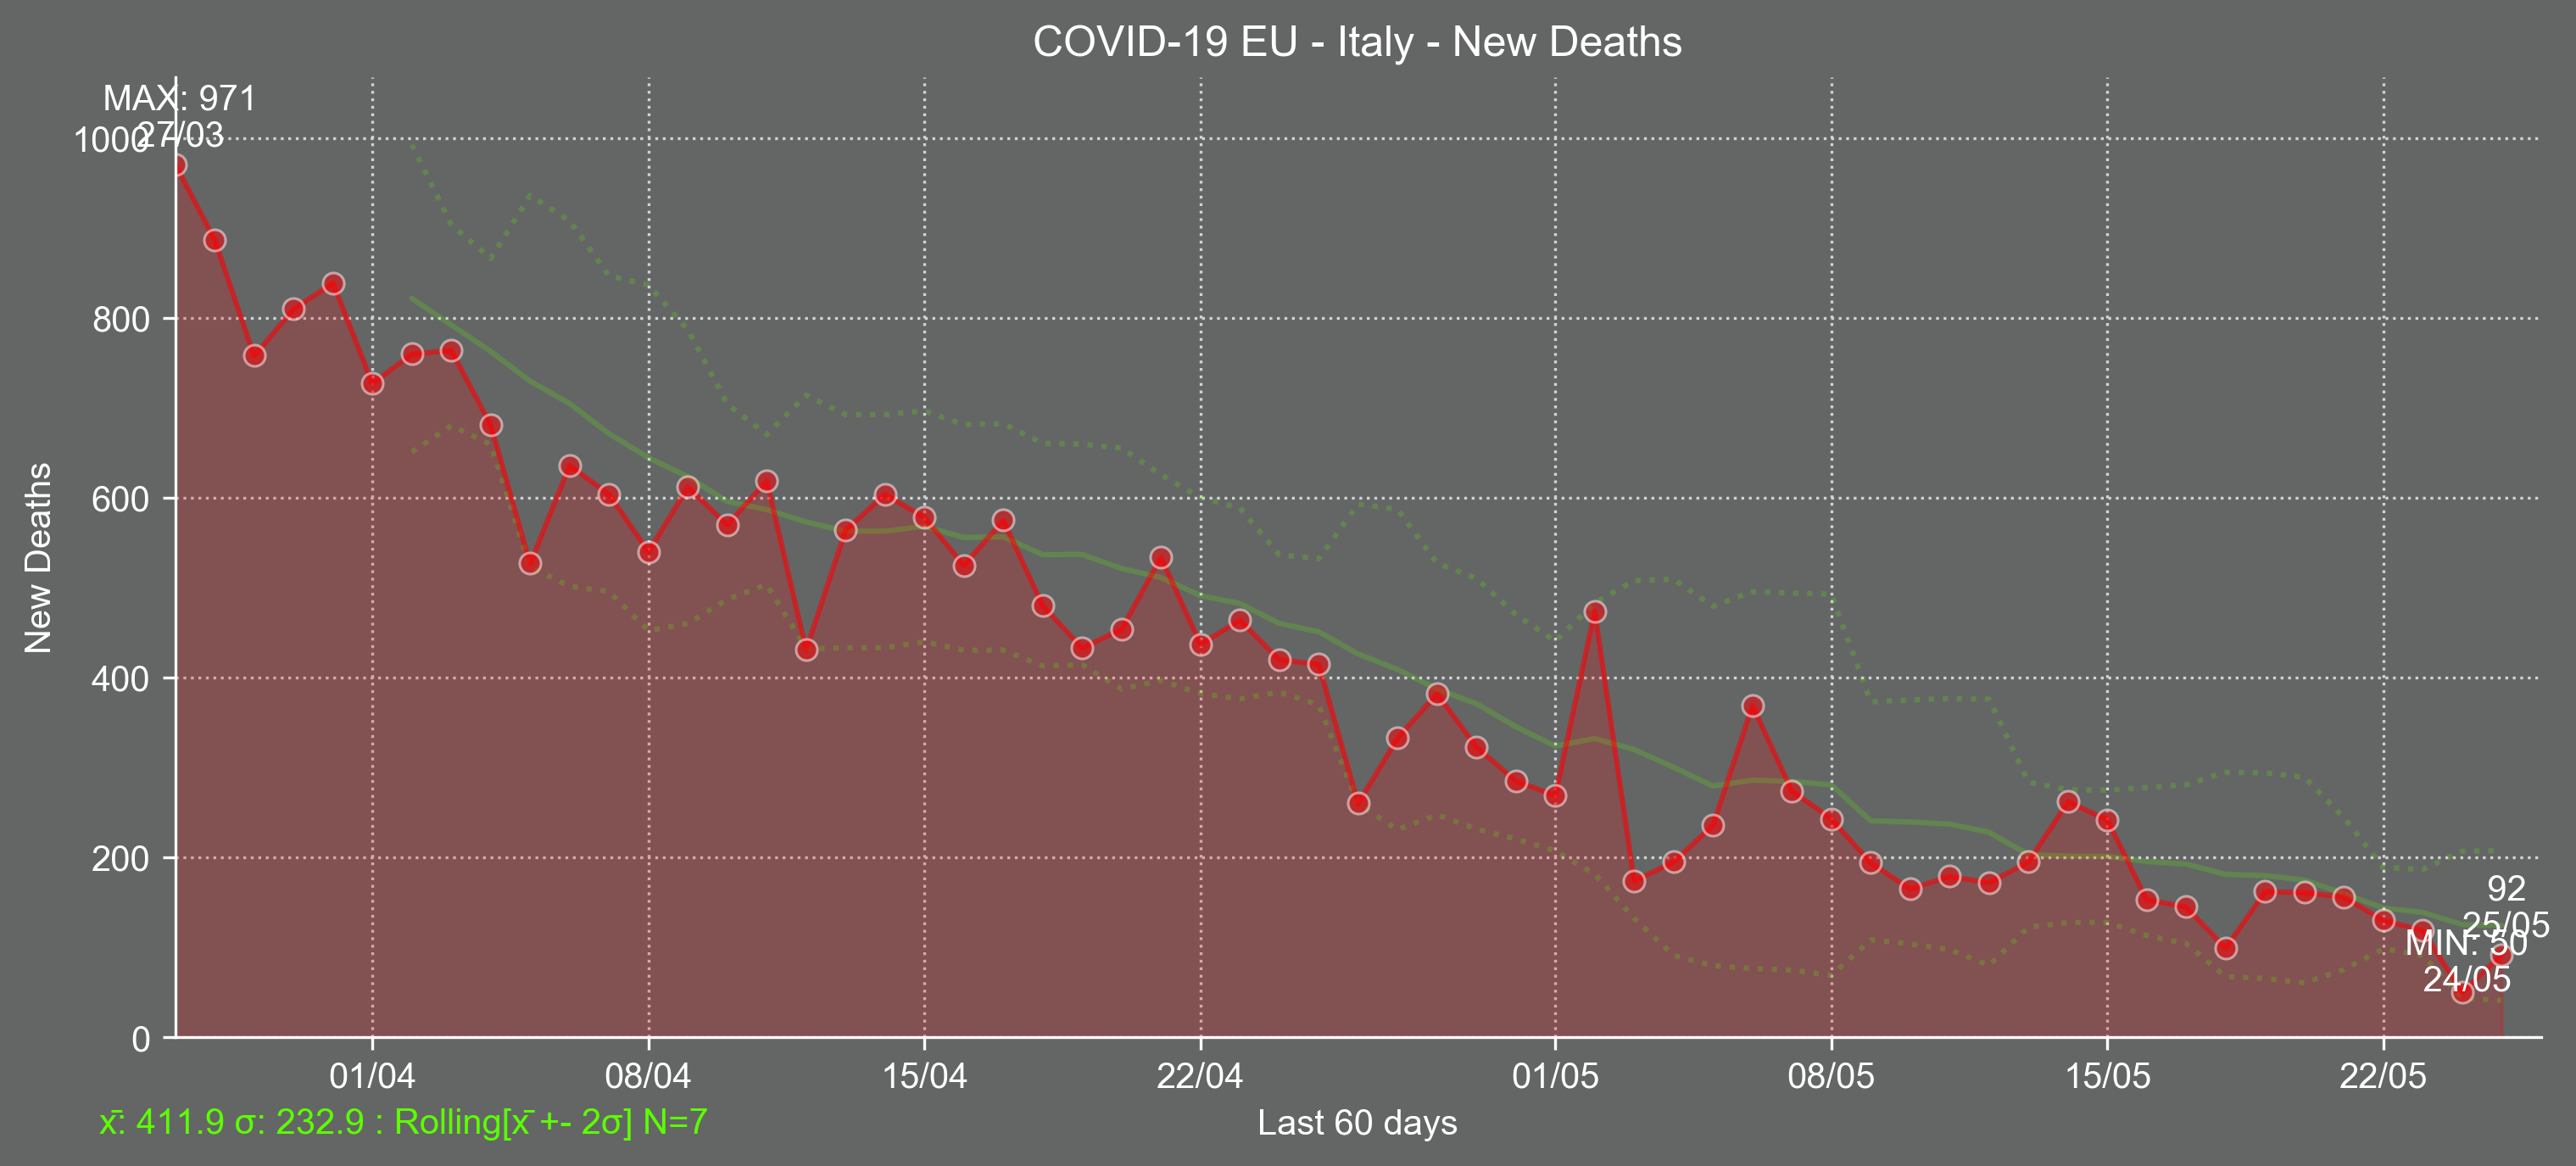 COVID-19 EU - Italy - New Deaths
MAX: 971
27/03
1000
800
600
400
200
0
New Deaths
92
25/05
MIN: 50
24/05
01/04 08/04 15/04 22/04 01/05 08/05 15/05 22/05
x̄: 411.9 σ: 232.9 : Rolling[x̄ +- 2σ] N=7
Last 60 days